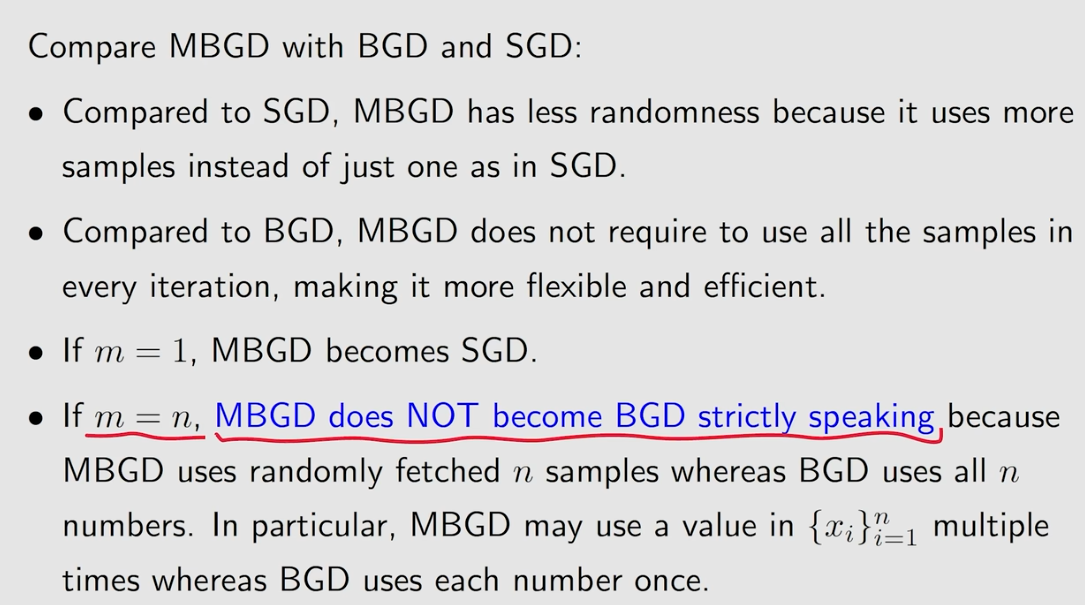 Compare MBGD with BGD and SGD:
• Compared to SGD, MBGD has less randomness because it uses more
samples instead of just one as in SGD.
• Compared to BGD, MBGD does not require to use all the samples in
every iteration, making it more flexible and efficient.
• If m = 1, MBGD becomes SGD.
• If m = n, MBGD does NOT become BGD strictly speaking because
MBGD uses randomly fetched n samples whereas BGD uses all n
numbers. In particular, MBGD may use a value in {xᵢ}ⁿᵢ₌₁ multiple
times whereas BGD uses each number once.